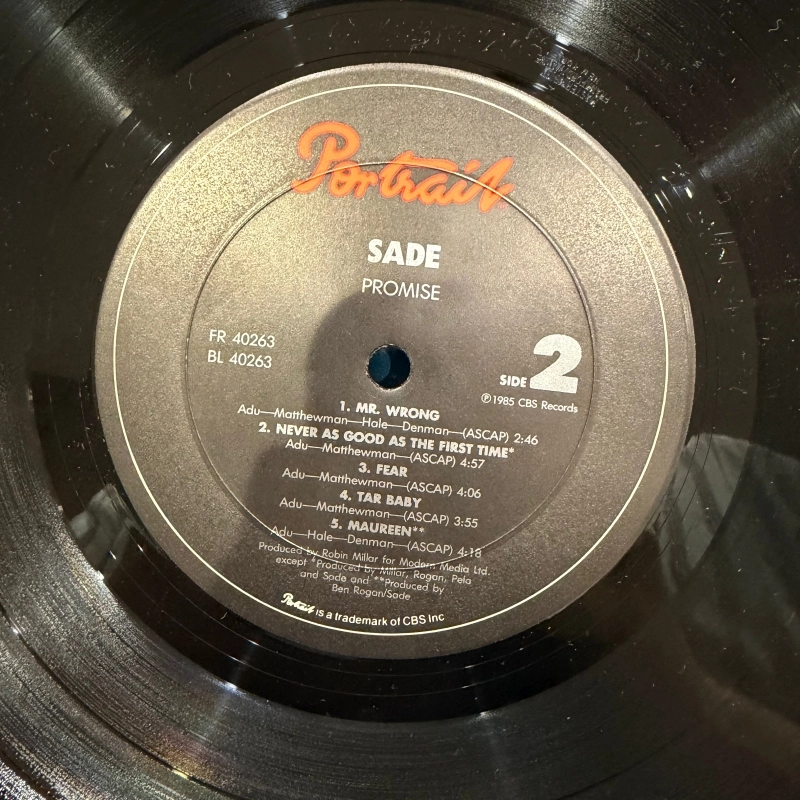 Portrait
SADE
PROMISE
FR 40263
BL 40263
SIDE 2
℗1985 CBS Records
1. MR. WRONG
Adu—Matthewman—Hale—Denman—(ASCAP) 2:46
2. NEVER AS GOOD AS THE FIRST TIME*
Adu—Matthewman—(ASCAP) 4:57
3. FEAR
Adu—Matthewman—(ASCAP) 4:06
4. TAR BABY
Adu—Matthewman—(ASCAP) 3:55
5. MAUREEN**
Adu—Hale—Denman—(ASCAP) 4:18
Produced by Robin Millar for Modern Media Ltd.
except *Produced by Millar, Rogan, Pela
and Sade and **Produced by
Ben Rogan/Sade
Portrait is a trademark of CBS Inc